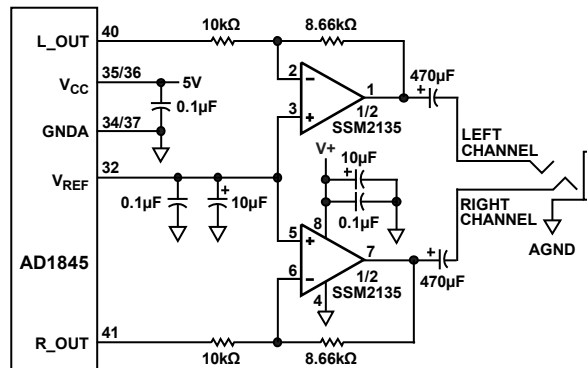 L_OUT
40
10kΩ
8.66kΩ
VCC
35/36
5V
0.1µF
GNDA
34/37
2
3
1
1/2
SSM2135
470µF
+
LEFT
CHANNEL
VREF
32
0.1µF
+
10µF
V+
+
10µF
0.1µF
RIGHT
CHANNEL
AGND
AD1845
5
6
8
4
7
1/2
SSM2135
+
470µF
R_OUT
41
10kΩ
8.66kΩ